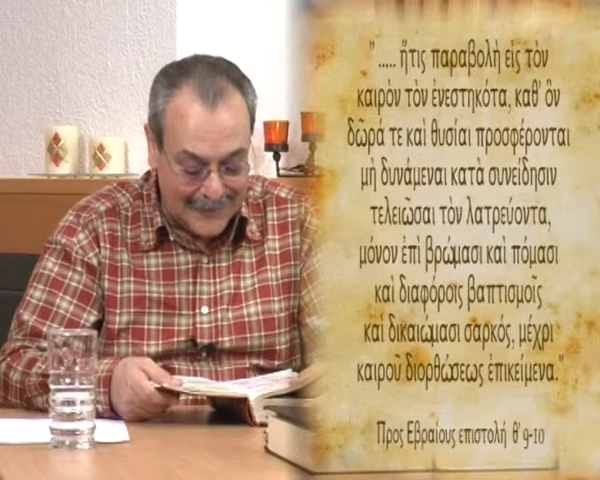 " ..... ἥτις παραβολὴ εἰς τὸν
καιρὸν τὸν ἐνεστηκότα, καθ' ὃν
δῶρά τε καὶ θυσίαι προσφέρονται
μὴ δυνάμεναι κατὰ συνείδησιν
τελειῶσαι τὸν λατρεύοντα,
μόνον ἐπὶ βρώμασι καὶ πόμασι
καὶ διαφόροις βαπτισμοῖς
καὶ δικαιώμασι σαρκός, μέχρι
καιροῦ διορθώσεως ἐπικείμενα."
Προς Εβραίους επιστολή θ' 9-10